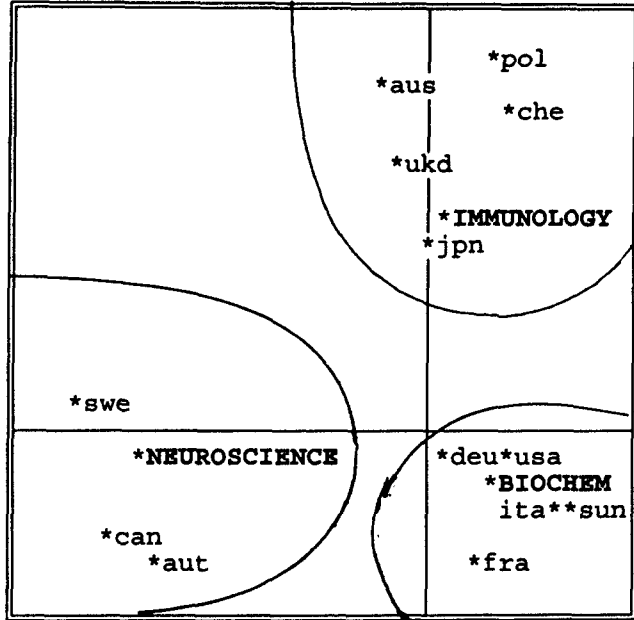 *pol
*aus
*che
*ukd
*IMMUNOLOGY
*jpn
*swe
*NEUROSCIENCE
*deu*usa
*BIOCHEM
ita**sun
*can
*aut
*fra